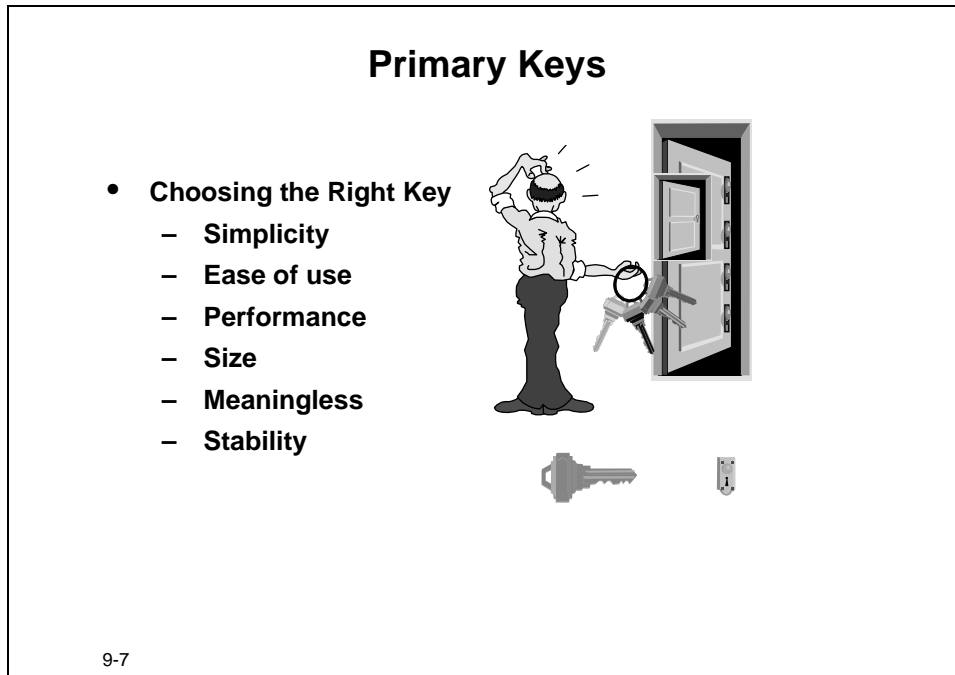 Primary Keys
• Choosing the Right Key
– Simplicity
– Ease of use
– Performance
– Size
– Meaningless
– Stability
9-7